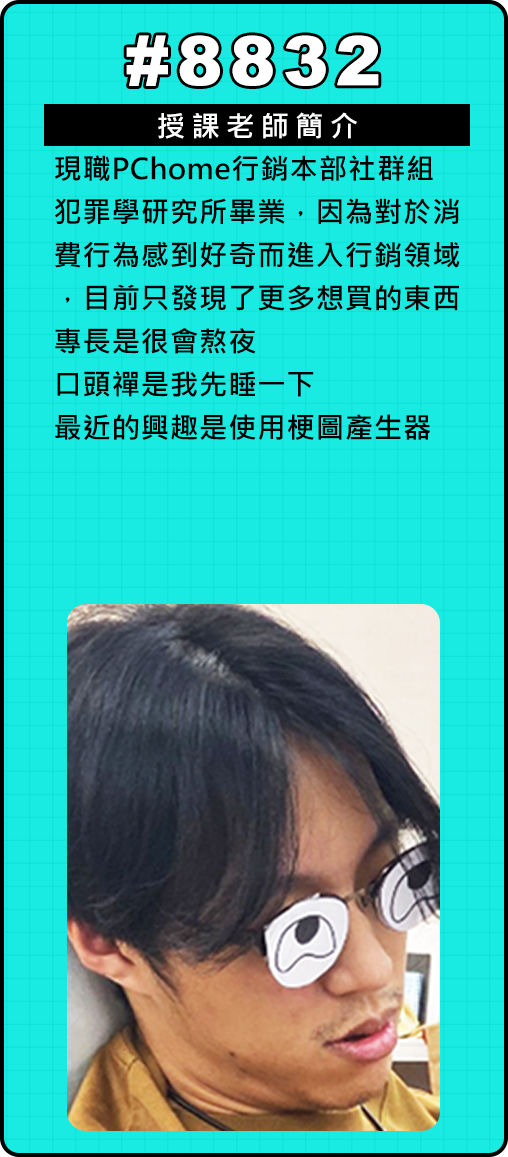 #8832
授課老師簡介
現職PChome行銷本部社群組
犯罪學研究所畢業，因為對於消
費行為感到好奇而進入行銷領域
，目前只發現了更多想買的東西
專長是很會熬夜
口頭禪是我先睡一下
最近的興趣是使用梗圖產生器